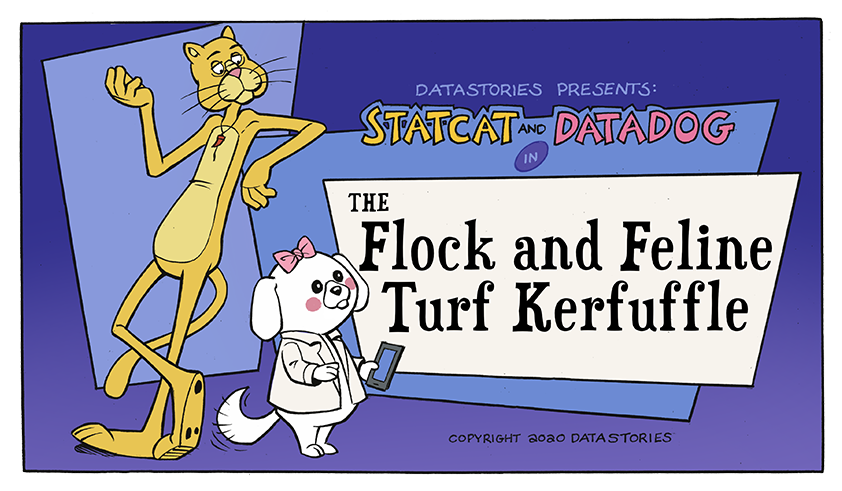 DATASTORIES PRESENTS:
STATCAT AND DATADOG
IN
THE
Flock and Feline
Turf Kerfuffle
COPYRIGHT 2020 DATASTORIES